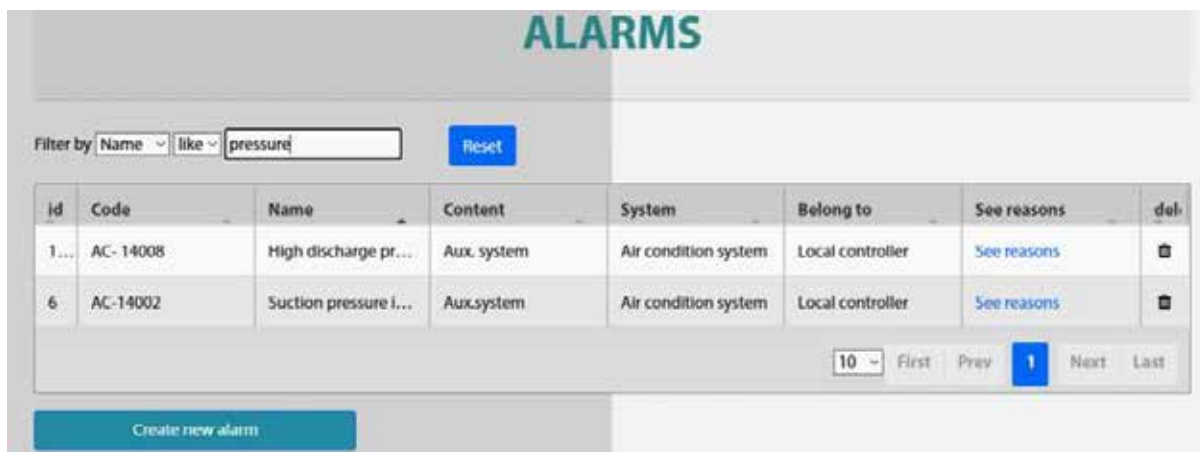 ALARMS
Filter by Name like pressure Reset
id Code Name Content System Belong to See reasons del
1... AC- 14008 High discharge pr... Aux. system Air condition system Local controller See reasons
6 AC-14002 Suction pressure i... Aux.system Air condition system Local controller See reasons
10 First Prev 1 Next Last
Create new alarm